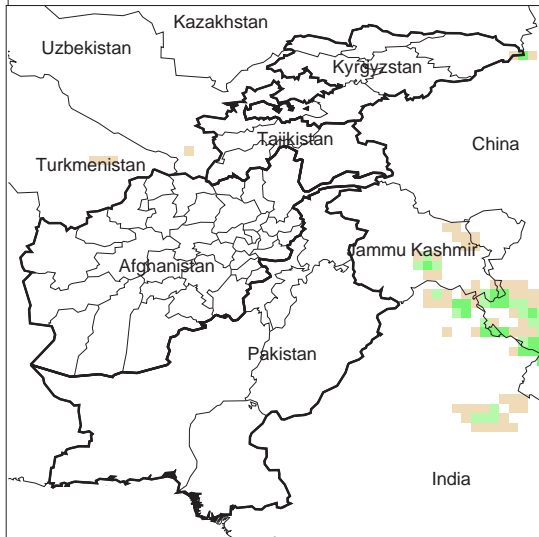 Kazakhstan
Uzbekistan
Kyrgyzstan
Tajikistan
China
Turkmenistan
Jammu Kashmir
Afghanistan
Pakistan
India